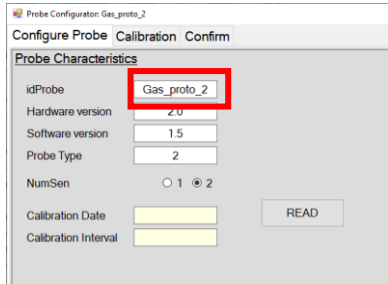 Probe Configurator: Gas_proto_2
Configure Probe Calibration Confirm
Probe Characteristics
idProbe Gas_proto_2
Hardware version 2.0
Software version 1.5
Probe Type 2
NumSen 1 2
Calibration Date READ
Calibration Interval